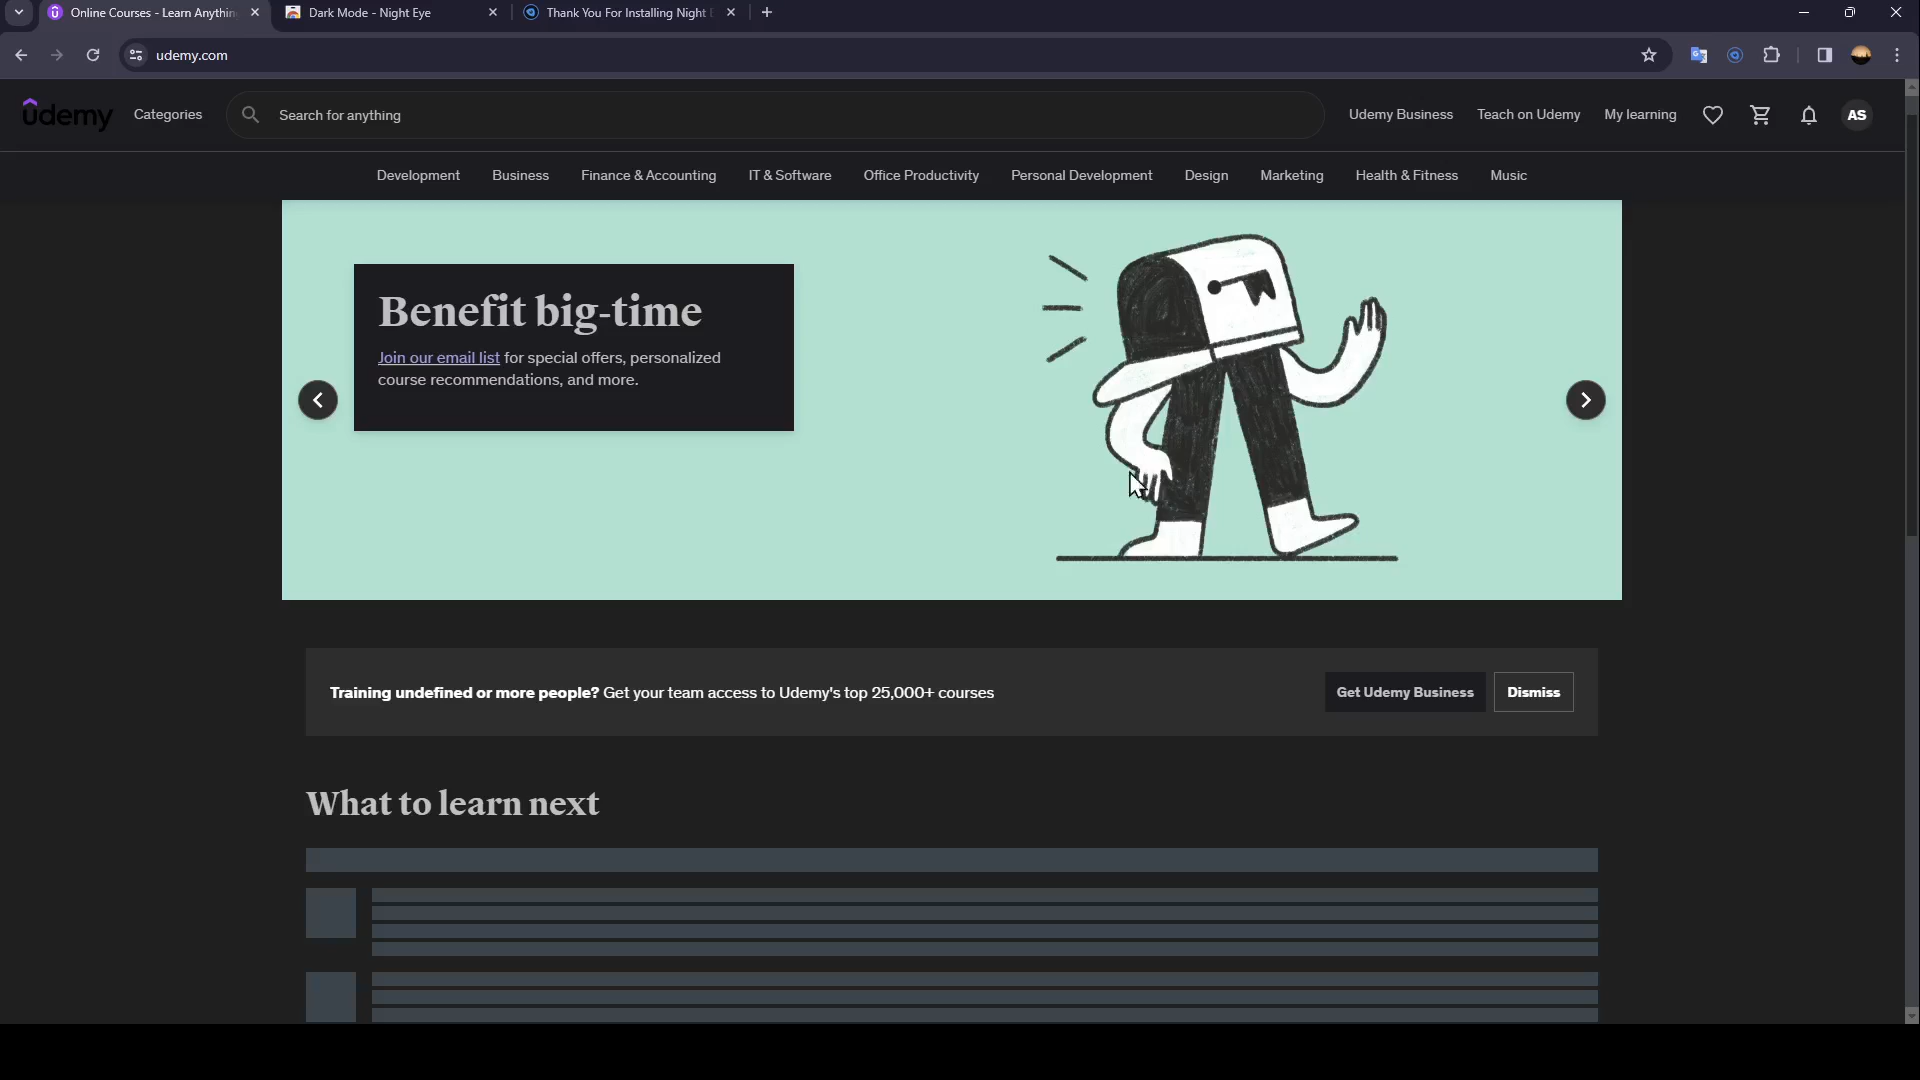 Online Courses - Learn Anythin
Dark Mode - Night Eye
Thank You For Installing Night
udemy.com
ûdemy
Categories
Search for anything
Udemy Business
Teach on Udemy
My learning
AS
Development
Business
Finance & Accounting
IT & Software
Office Productivity
Personal Development
Design
Marketing
Health & Fitness
Music
Benefit big-time
Join our email list for special offers, personalized
course recommendations, and more.
Training undefined or more people? Get your team access to Udemy's top 25,000+ courses
Get Udemy Business
Dismiss
What to learn next